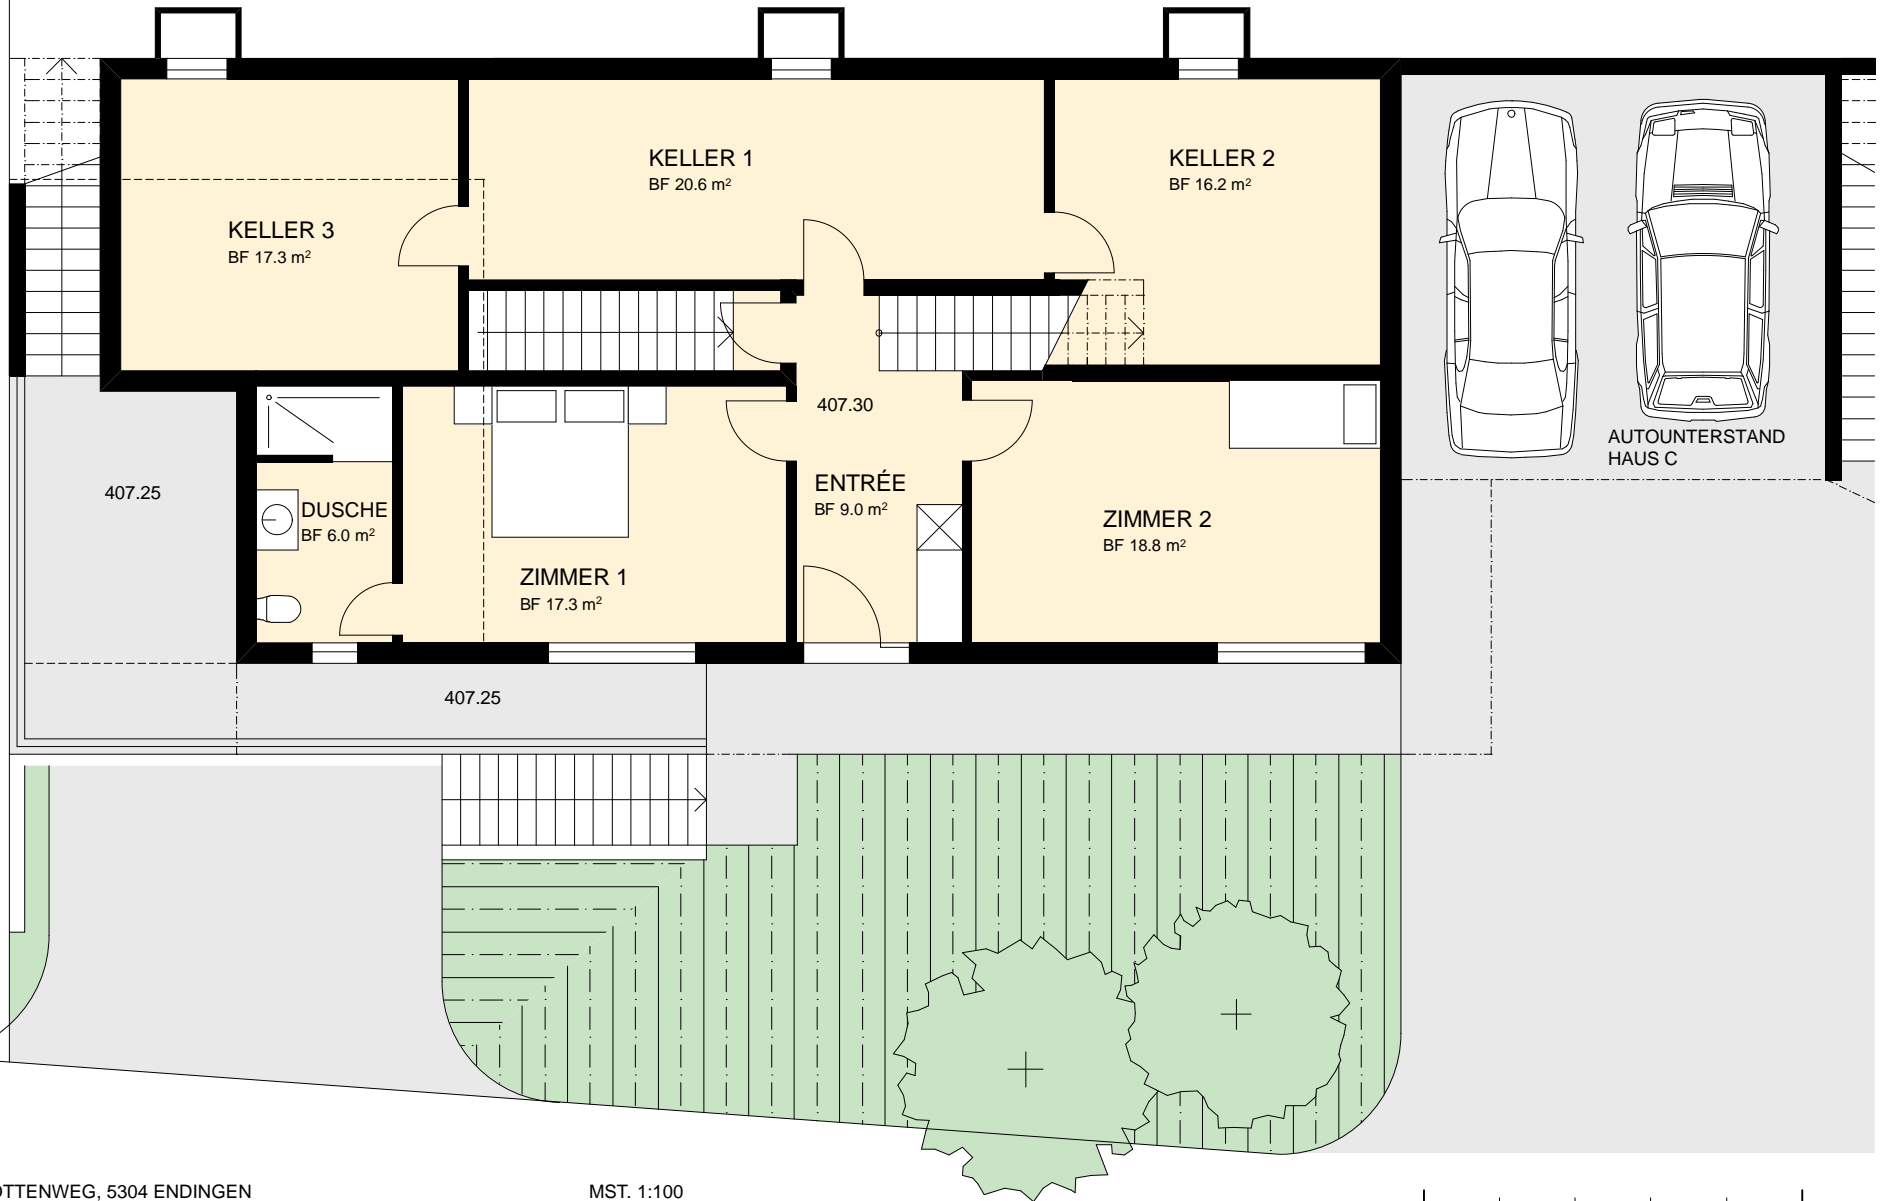 KELLER 1
BF 20.6 m²
KELLER 2
BF 16.2 m²
KELLER 3
BF 17.3 m²
407.30
AUTOUNTERSTAND
HAUS C
407.25
DUSCHE
BF 6.0 m²
ENTRÉE
BF 9.0 m²
ZIMMER 2
BF 18.8 m²
ZIMMER 1
BF 17.3 m²
407.25
5304 ENDINGEN
MST. 1:100